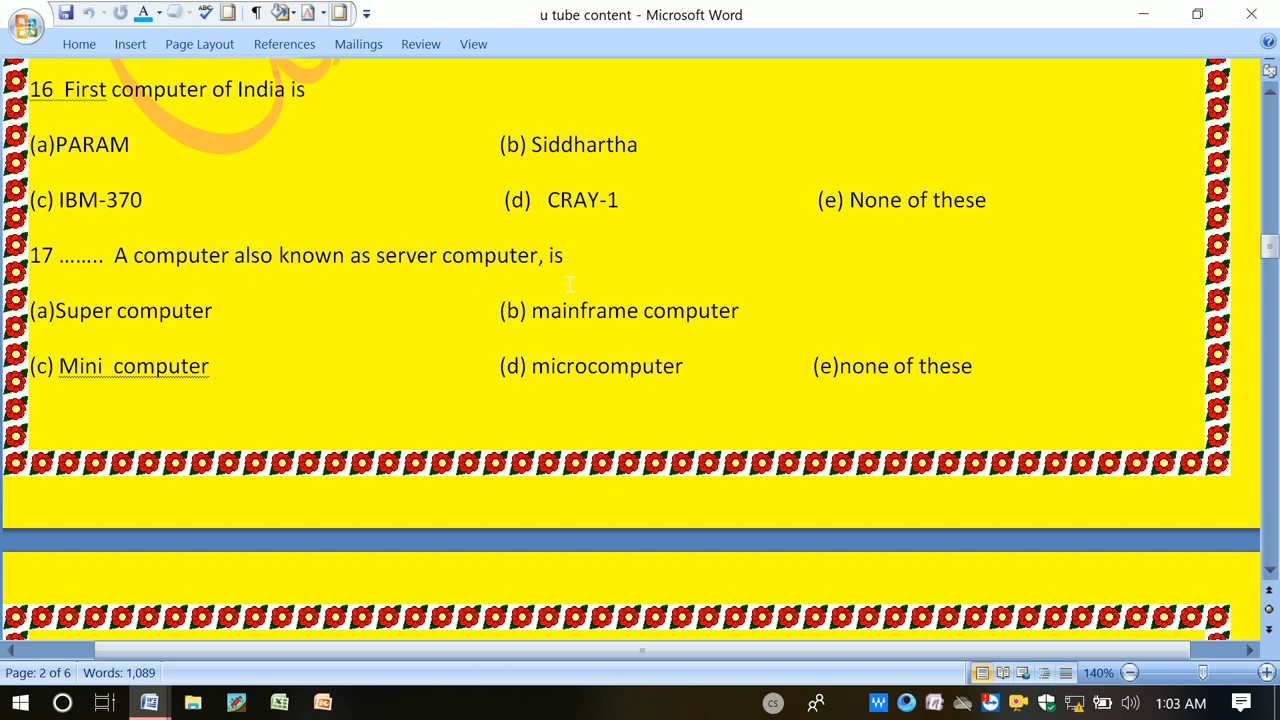 u tube content - Microsoft Word
Home Insert Page Layout References Mailings Review View
16 First computer of India is
(a)PARAM (b) Siddhartha
(c) IBM-370 (d) CRAY-1 (e) None of these
17 …….. A computer also known as server computer, is
(a)Super computer (b) mainframe computer
(c) Mini computer (d) microcomputer (e)none of these
Page: 2 of 6 Words: 1,089 140%
CS 1:03 AM